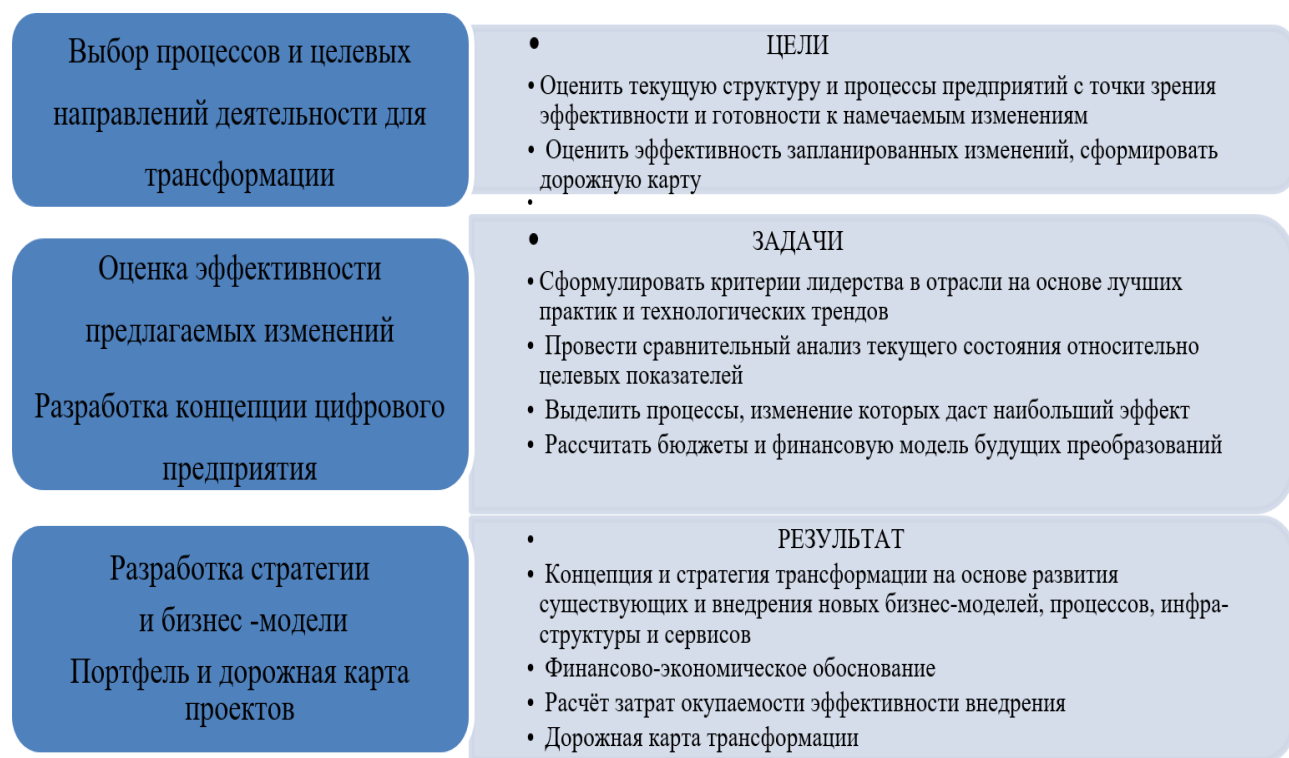 Выбор процессов и целевых
направлений деятельности для
трансформации
• ЦЕЛИ
• Оценить текущую структуру и процессы предприятий с точки зрения
эффективности и готовности к намечаемым изменениям
• Оценить эффективность запланированных изменений, сформировать
дорожную карту
•
Оценка эффективности
предлагаемых изменений
Разработка концепции цифрового
предприятия
• ЗАДАЧИ
• Сформулировать критерии лидерства в отрасли на основе лучших
практик и технологических трендов
• Провести сравнительный анализ текущего состояния относительно
целевых показателей
• Выделить процессы, изменение которых даст наибольший эффект
• Рассчитать бюджеты и финансовую модель будущих преобразований
Разработка стратегии
и бизнес -модели
Портфель и дорожная карта
проектов
• РЕЗУЛЬТАТ
• Концепция и стратегия трансформации на основе развития
существующих и внедрения новых бизнес-моделей, процессов, инфра-
структуры и сервисов
• Финансово-экономическое обоснование
• Расчёт затрат окупаемости эффективности внедрения
• Дорожная карта трансформации